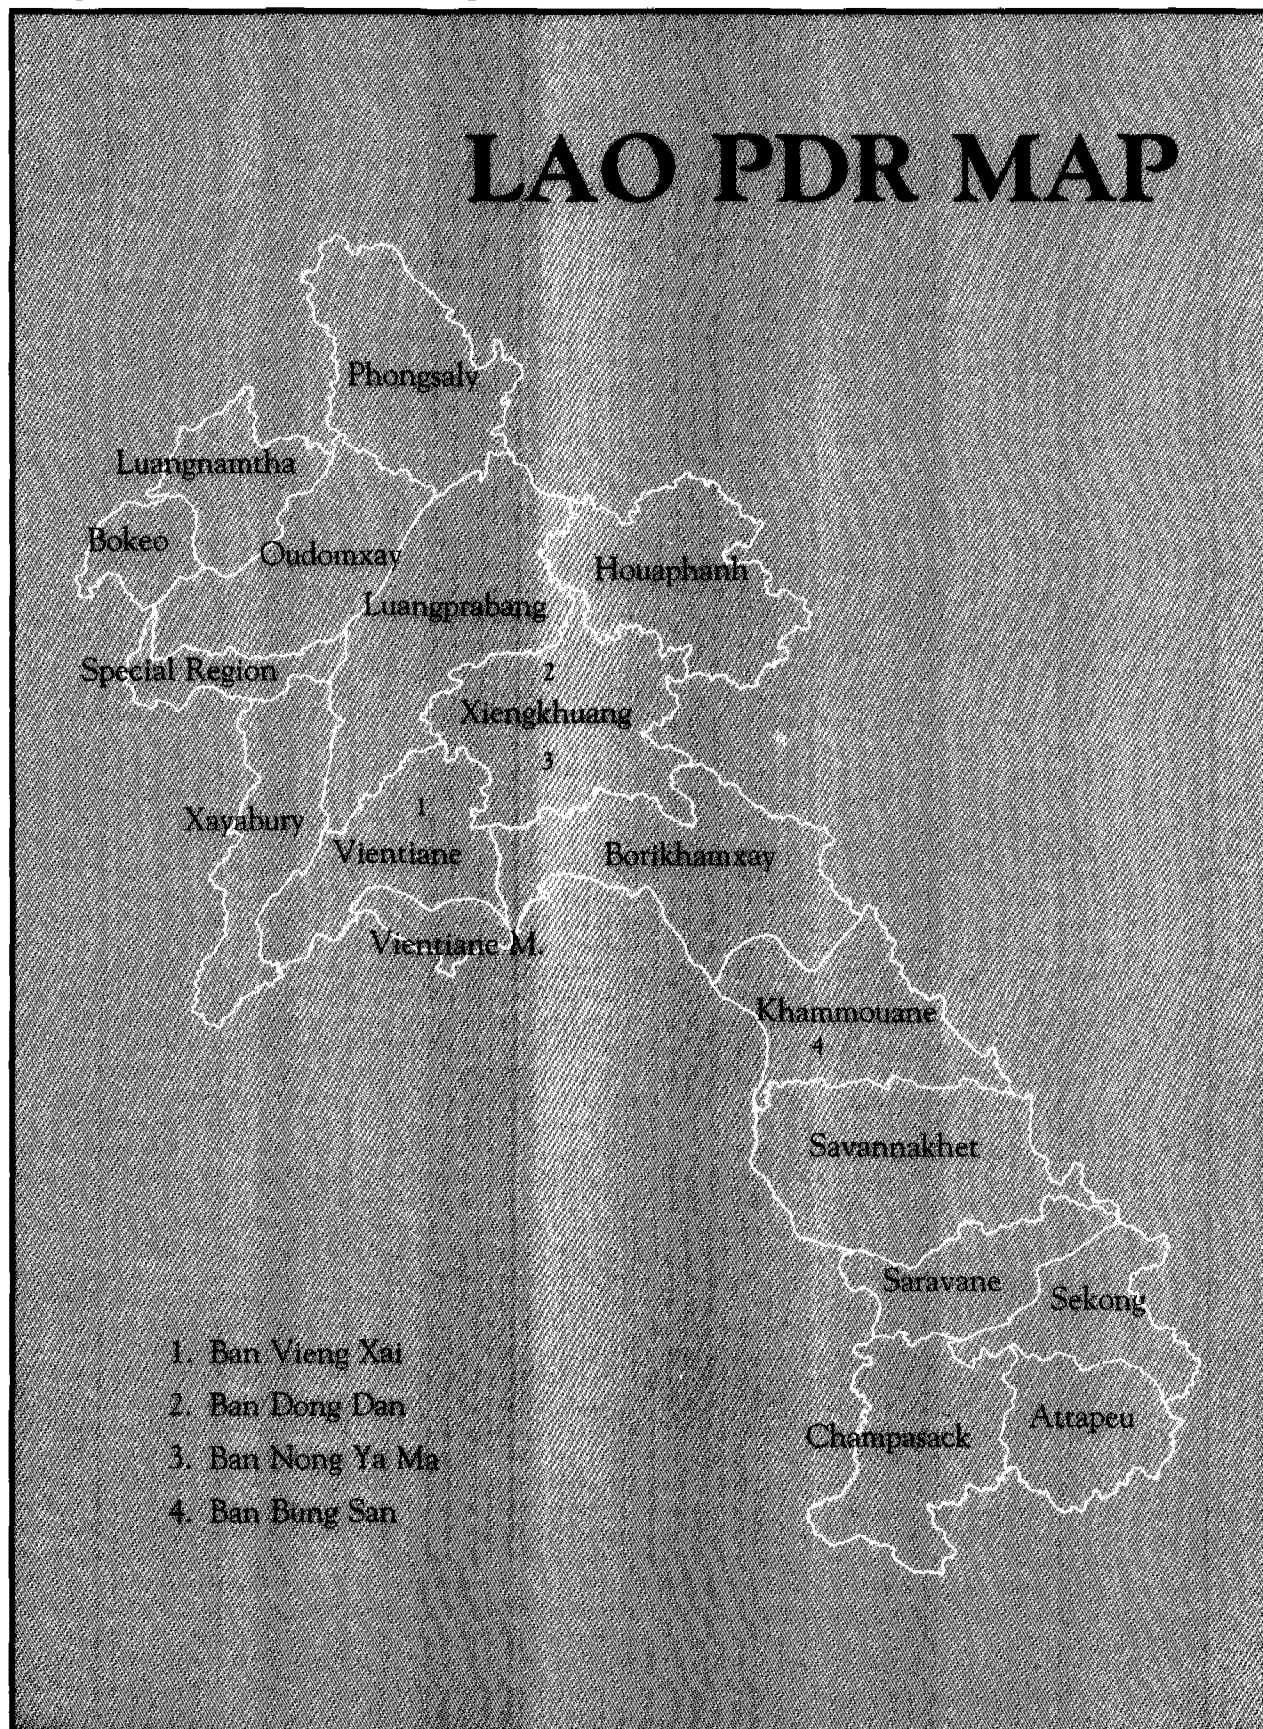 LAO PDR MAP
Phongsaly
Luangnamtha
Bokeo
Oudomxay
Houaphanh
Luangprabang
Special Region
2
Xiengkhuang
3
1
Xayabury
Vientiane
Borikhamxay
Vientiane M.
Khammouane
4
Savannakhet
Saravane
Sekong
Attapeu
Champasack
1. Ban Vieng Xai
2. Ban Dong Dan
3. Ban Nong Ya Ma
4. Ban Bung San